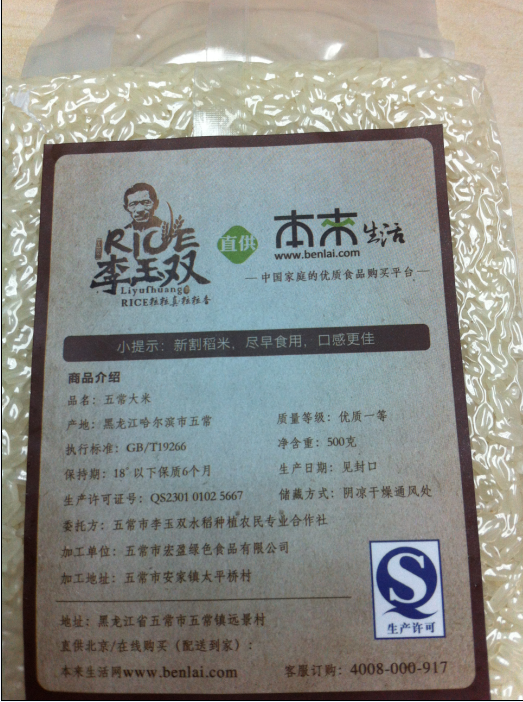 RICE
李玉双
Liyufhuang
RICE粒粒真·粒粒香
直供
本来生活
www.benlai.com
中国家庭的优质食品购买平台
小提示：新割稻米，尽早食用，口感更佳
商品介绍
品名：五常大米
产地：黑龙江哈尔滨市五常
质量等级：优质一等
执行标准：GB/T19266
净含量：500克
保持期：18°以下保质6个月
生产日期：见封口
生产许可证号：QS2301 0102 5667
储藏方式：阴凉干燥通风处
委托方：五常市李玉双水稻种植农民专业合作社
加工单位：五常市宏盈绿色食品有限公司
加工地址：五常市安家镇太平桥村
QS
生产许可
地址：黑龙江省五常市五常镇远景村
直供北京/在线购买（配送到家）：
本来生活网www.benlai.com
客服订购：4008-000-917